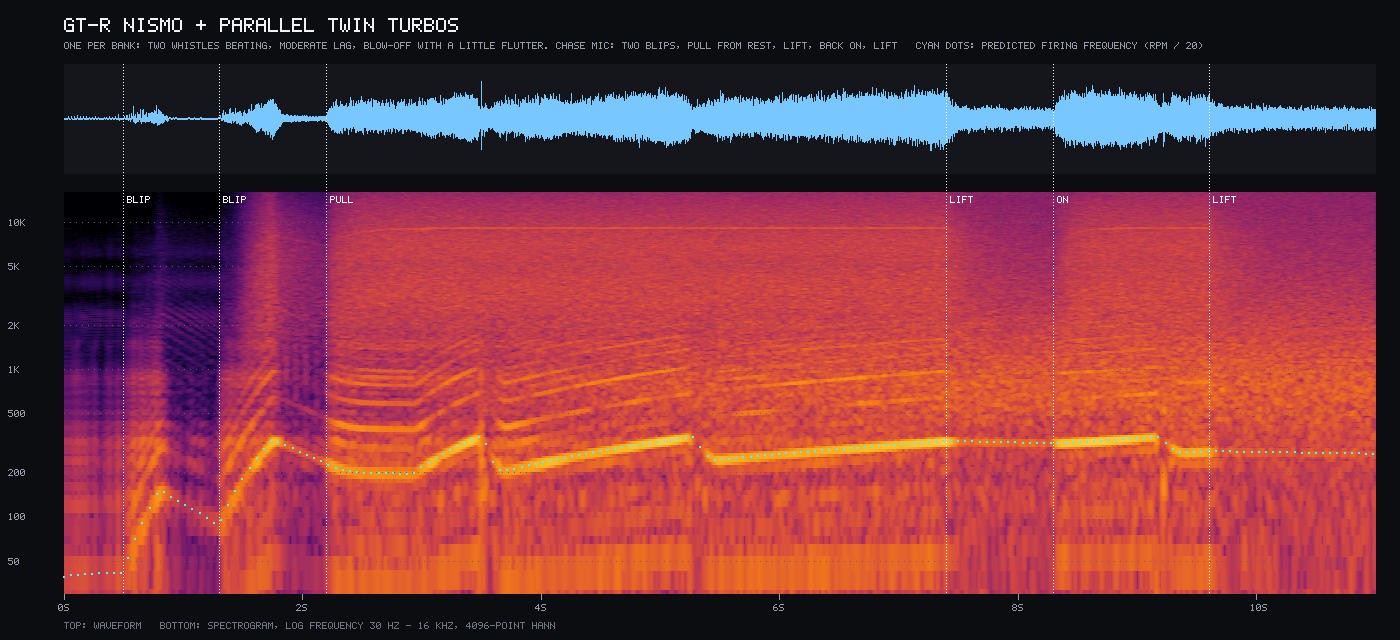 GT-R NISMO + PARALLEL TWIN TURBOS
ONE PER BANK: TWO WHISTLES BEATING, MODERATE LAG, BLOW-OFF WITH A LITTLE FLUTTER. CHASE MIC: TWO BLIPS, PULL FROM REST, LIFT, BACK ON, LIFT   CYAN DOTS: PREDICTED FIRING FREQUENCY (RPM / 20)
BLIP BLIP PULL LIFT ON LIFT
10K
5K
2K
1K
500
200
100
50
0S 2S 4S 6S 8S 10S
TOP: WAVEFORM   BOTTOM: SPECTROGRAM, LOG FREQUENCY 30 HZ - 16 KHZ, 4096-POINT HANN